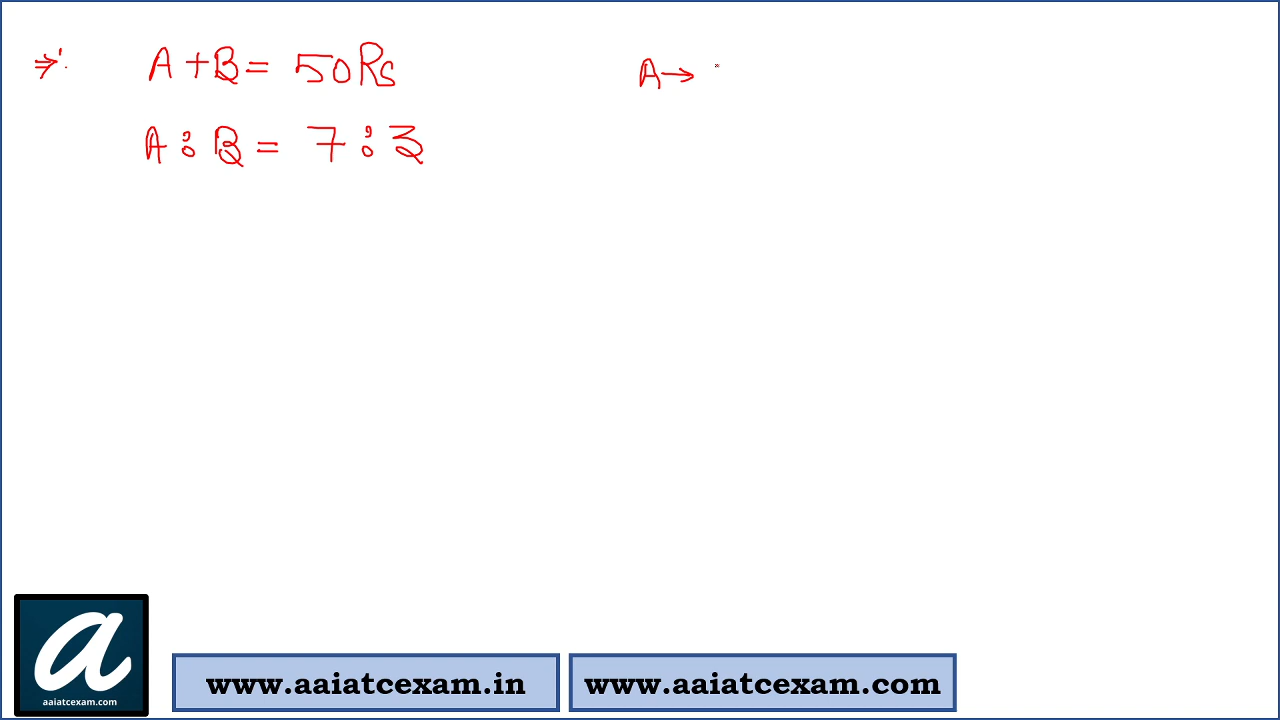 ⇒ A+B = 50Rs
A : B = 7 : 3
A →
a
aaiatcexam.com
www.aaiatcexam.in
www.aaiatcexam.com